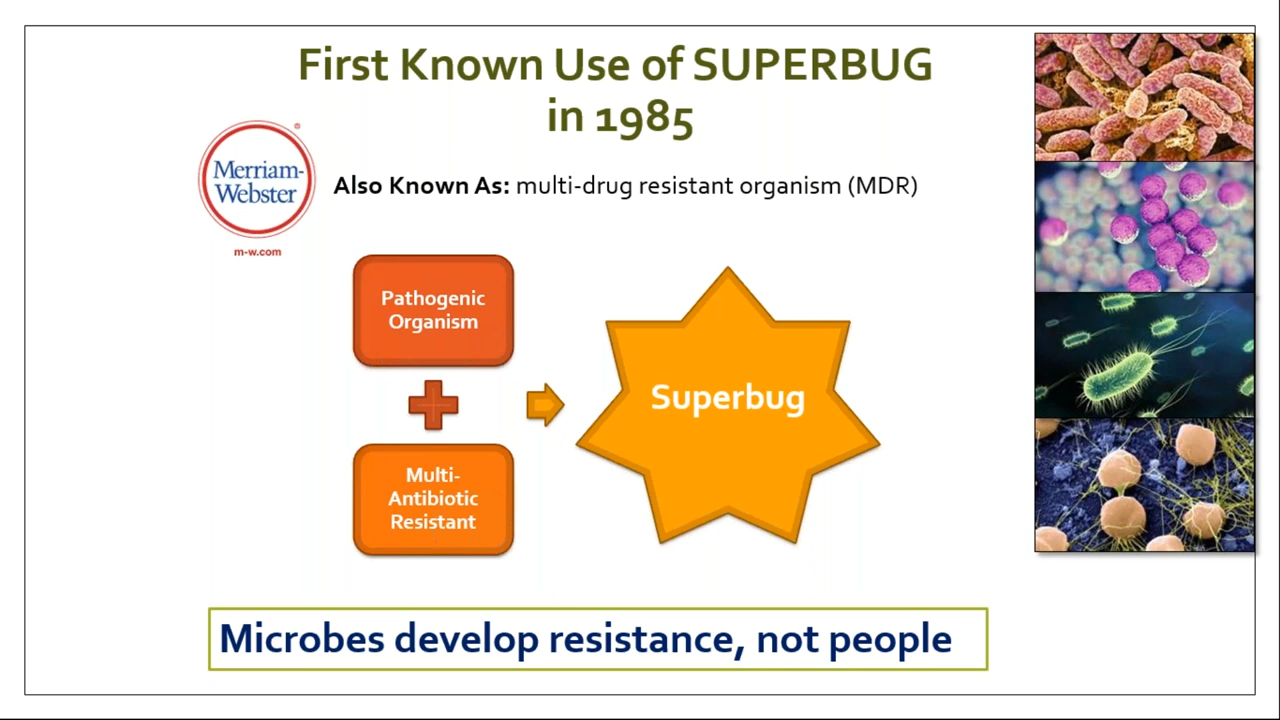 First Known Use of SUPERBUG
in 1985
Merriam-
Webster
®
m-w.com
Also Known As: multi-drug resistant organism (MDR)
Pathogenic
Organism
Multi-
Antibiotic
Resistant
Superbug
Microbes develop resistance, not people